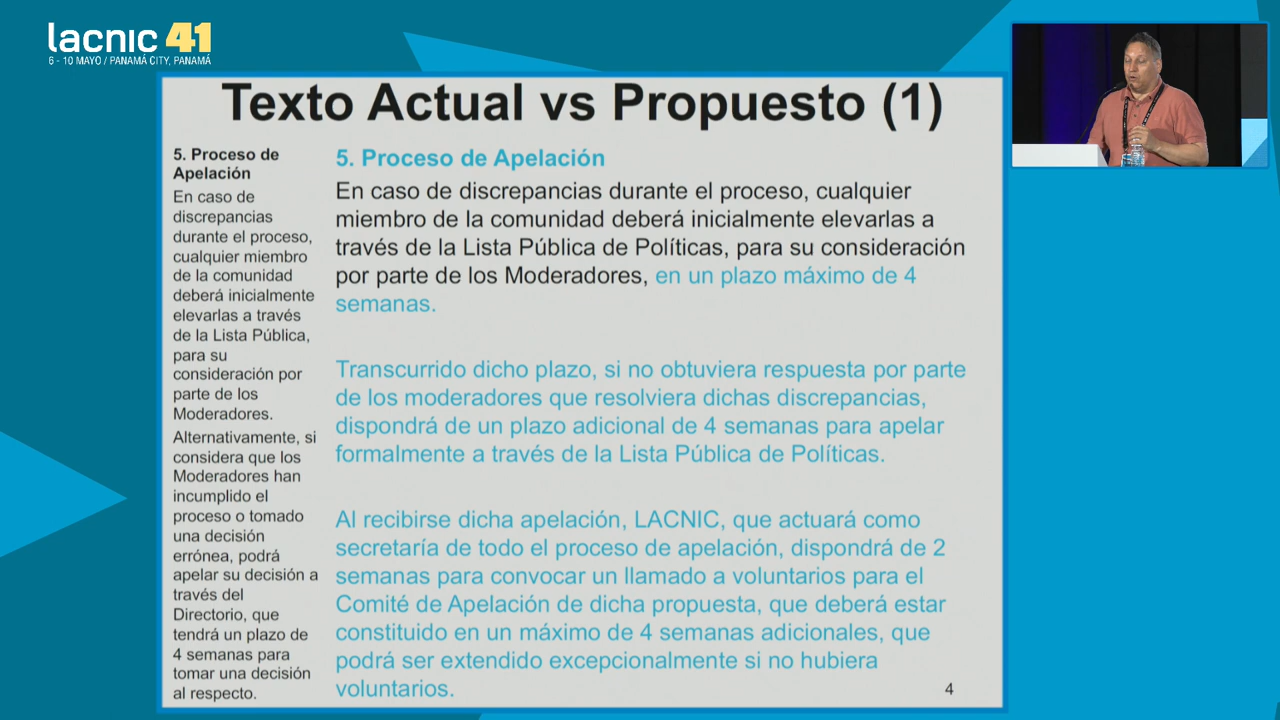 lacnic 41
6 - 10 MAYO / PANAMÁ CITY, PANAMÁ
Texto Actual vs Propuesto (1)
5. Proceso de
Apelación
En caso de
discrepancias
durante el proceso,
cualquier miembro
de la comunidad
deberá inicialmente
elevarlas a través
de la Lista Pública,
para su
consideración por
parte de los
Moderadores.
Alternativamente, si
considera que los
Moderadores han
incumplido el
proceso o tomado
una decisión
errónea, podrá
apelar su decisión a
través del
Directorio, que
tendrá un plazo de
4 semanas para
tomar una decisión
al respecto.
5. Proceso de Apelación
En caso de discrepancias durante el proceso, cualquier
miembro de la comunidad deberá inicialmente elevarlas a
través de la Lista Pública de Políticas, para su consideración
por parte de los Moderadores, en un plazo máximo de 4
semanas.
Transcurrido dicho plazo, si no obtuviera respuesta por parte
de los moderadores que resolviera dichas discrepancias,
dispondrá de un plazo adicional de 4 semanas para apelar
formalmente a través de la Lista Pública de Políticas.
Al recibirse dicha apelación, LACNIC, que actuará como
secretaría de todo el proceso de apelación, dispondrá de 2
semanas para convocar un llamado a voluntarios para el
Comité de Apelación de dicha propuesta, que deberá estar
constituido en un máximo de 4 semanas adicionales, que
podrá ser extendido excepcionalmente si no hubiera
voluntarios.
4